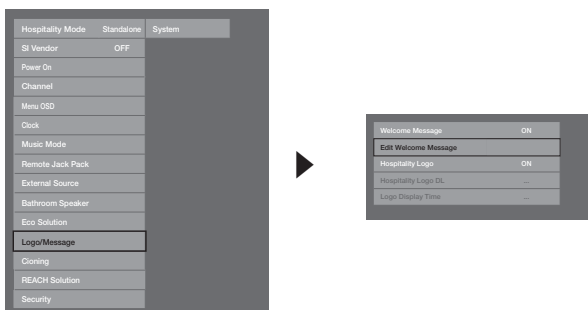 Hospitality Mode Standalone System
SI Vendor OFF
Power On
Channel
Menu OSD
Clock
Music Mode
Remote Jack Pack
External Source
Bathroom Speaker
Eco Solution
Logo/Message
Cloning
REACH Solution
Security
Welcome Message ON
Edit Welcome Message
Hospitality Logo ON
Hospitality Logo DL ...
Logo Display Time ...